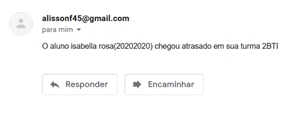 alissonf45@gmail.com
para mim
O aluno isabella rosa(20202020) chegou atrasado em sua turma 2BTI
Responder
Encaminhar